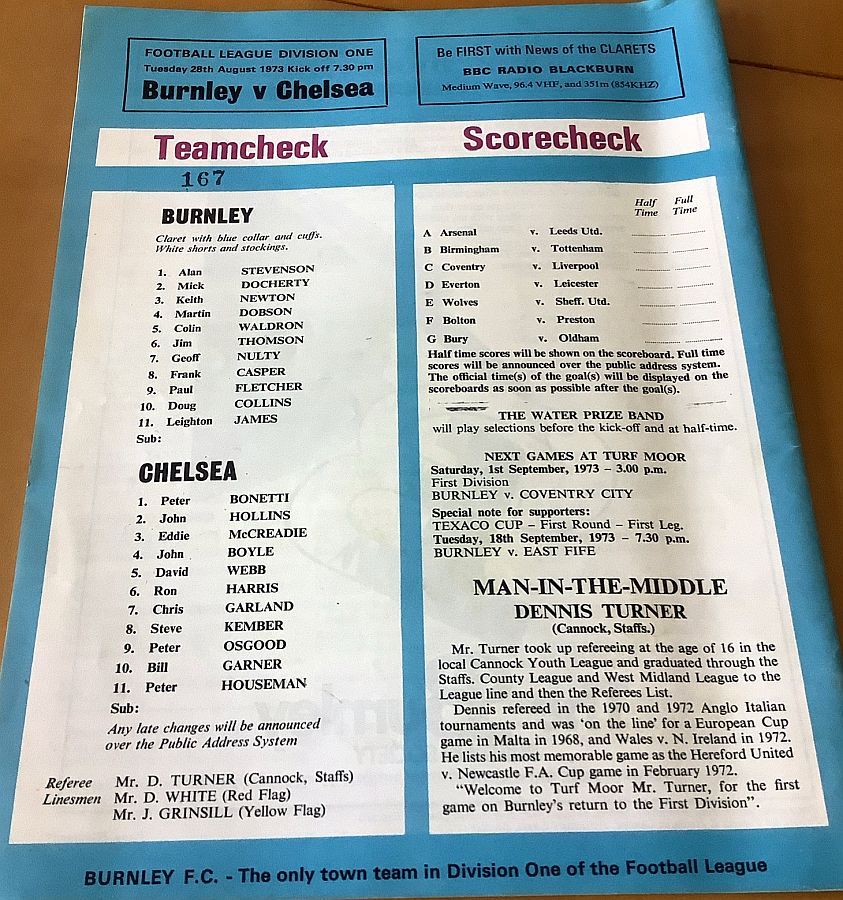 FOOTBALL LEAGUE DIVISION ONE
Tuesday 28th August 1973 Kick off 7.30 pm
Burnley v Chelsea
Be FIRST with News of the CLARETS
BBC RADIO BLACKBURN
Medium Wave, 96.4 VHF, and 351m (854KHZ)
Teamcheck
167
BURNLEY
Claret with blue collar and cuffs.
White shorts and stockings.
1. Alan STEVENSON
2. Mick DOCHERTY
3. Keith NEWTON
4. Martin DOBSON
5. Colin WALDRON
6. Jim THOMSON
7. Geoff NULTY
8. Frank CASPER
9. Paul FLETCHER
10. Doug COLLINS
11. Leighton JAMES
Sub:
CHELSEA
1. Peter BONETTI
2. John HOLLINS
3. Eddie McCREADIE
4. John BOYLE
5. David WEBB
6. Ron HARRIS
7. Chris GARLAND
8. Steve KEMBER
9. Peter OSGOOD
10. Bill GARNER
11. Peter HOUSEMAN
Sub:
Any late changes will be announced
over the Public Address System
Referee Mr. D. TURNER (Cannock, Staffs)
Linesmen Mr. D. WHITE (Red Flag)
Mr. J. GRINSILL (Yellow Flag)
Scorecheck
Half Full
Time Time
A Arsenal v. Leeds Utd.
B Birmingham v. Tottenham
C Coventry v. Liverpool
D Everton v. Leicester
E Wolves v. Sheff. Utd.
F Bolton v. Preston
G Bury v. Oldham
Half time scores will be shown on the scoreboard. Full time
scores will be announced over the public address system.
The official time(s) of the goal(s) will be displayed on the
scoreboards as soon as possible after the goal(s).
THE WATER PRIZE BAND
will play selections before the kick-off and at half-time.
NEXT GAMES AT TURF MOOR
Saturday, 1st September, 1973 – 3.00 p.m.
First Division
BURNLEY v. COVENTRY CITY
Special note for supporters:
TEXACO CUP – First Round – First Leg.
Tuesday, 18th September, 1973 – 7.30 p.m.
BURNLEY v. EAST FIFE
MAN-IN-THE-MIDDLE
DENNIS TURNER
(Cannock, Staffs.)
Mr. Turner took up refereeing at the age of 16 in the
local Cannock Youth League and graduated through the
Staffs. County League and West Midland League to the
League line and then the Referees List.
Dennis refereed in the 1970 and 1972 Anglo Italian
tournaments and was 'on the line' for a European Cup
game in Malta in 1968, and Wales v. N. Ireland in 1972.
He lists his most memorable game as the Hereford United
v. Newcastle F.A. Cup game in February 1972.
"Welcome to Turf Moor Mr. Turner, for the first
game on Burnley's return to the First Division".
BURNLEY F.C. - The only town team in Division One of the Football League